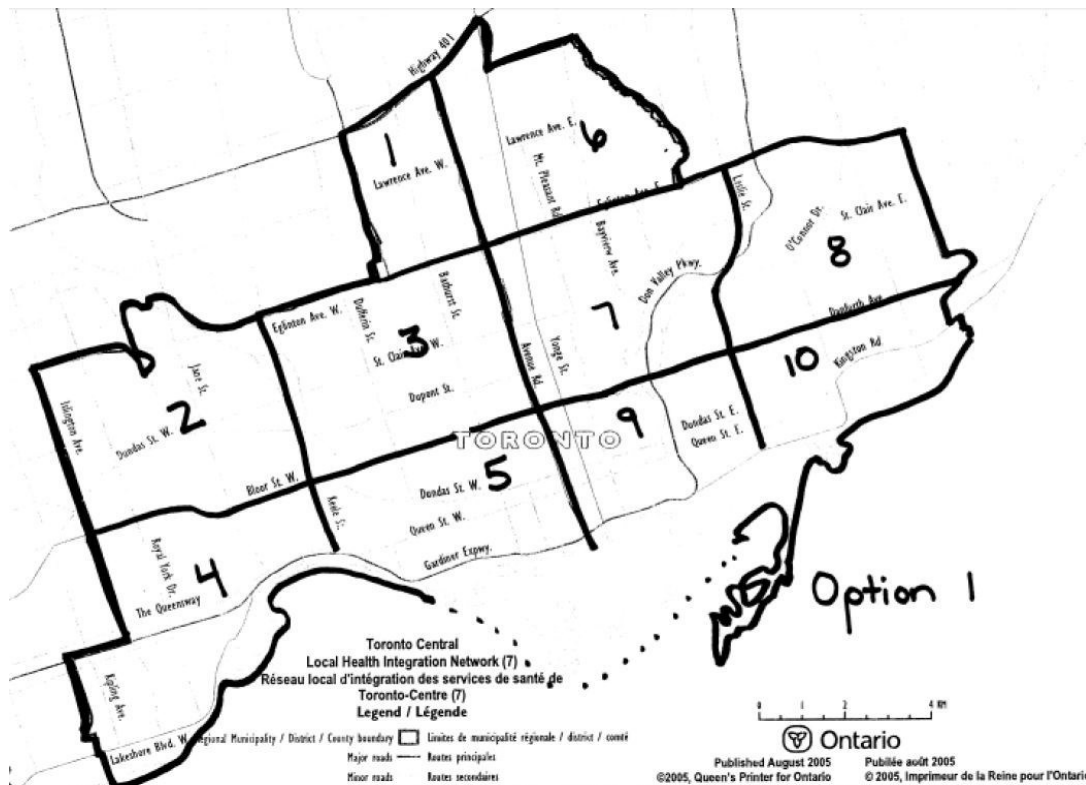 Highway 401
1
Lawrence Ave. W.
Lawrence Ave. E.
6
Mt. Pleasant Rd
Eglinton Ave. E.
Leslie St.
O'Connor Dr.
St. Clair Ave. E.
8
Bayview Ave.
Don Valley Pkwy.
7
Bathurst St.
Dufferin St.
Eglinton Ave. W.
3
St. Clair W.
Dupont St.
Avenue Rd
Yonge St.
Danforth Ave
Kingston Rd
10
Jane St.
2
Islington Ave.
Dundas St. W.
Bloor St. W.
TORONTO
9
Dundas St. E.
Queen St. E.
5
Dundas St. W.
Queen St. W.
Gardiner Expwy.
Keele St.
Royal York Dr.
4
The Queensway
Kipling Ave.
Lakeshore Blvd. W.
Option 1
Toronto Central
Local Health Integration Network (7)
Réseau local d'intégration des services de santé de
Toronto-Centre (7)
Legend / Légende
egional Municipality / District / County boundary Limites de municipalité régionale / district / comté
Major roads Routes principales
Minor roads Routes secondaires
0 1 2 4 KM
Ontario
Published August 2005 Publiée août 2005
©2005, Queen's Printer for Ontario © 2005, Imprimeur de la Reine pour l'Ontario